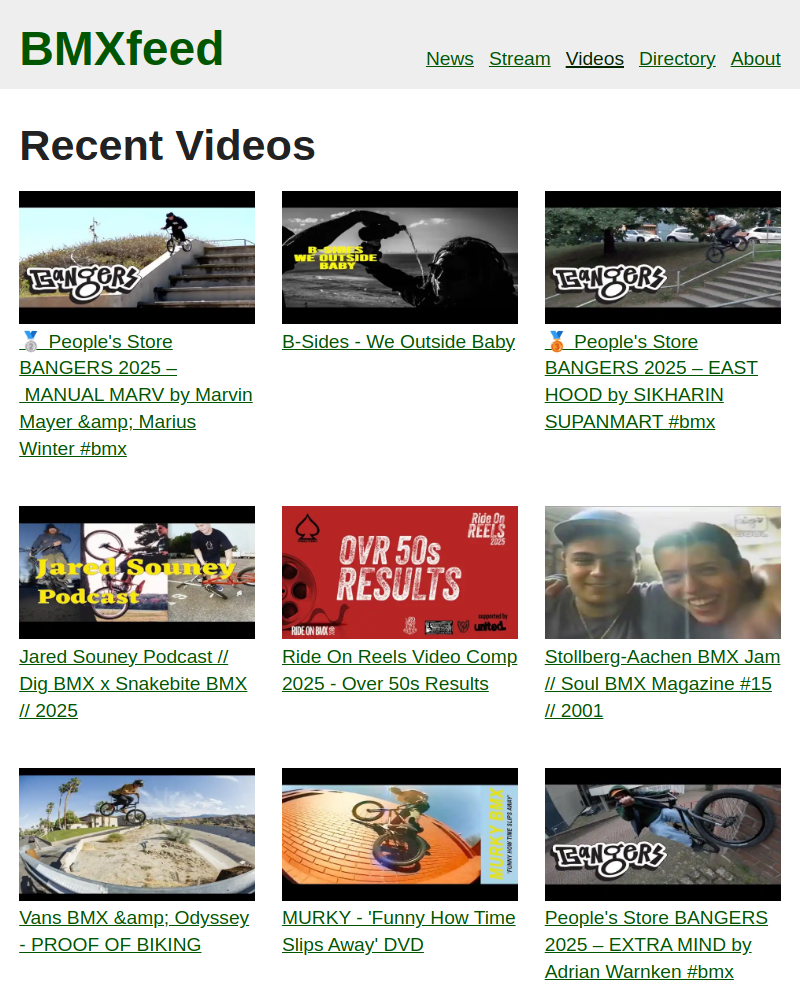 BMXfeed
News Stream Videos Directory About
Recent Videos
Bangers
B-SIDES
WE OUTSIDE
BABY
Bangers
🥈 People's Store
BANGERS 2025 –
MANUAL MARV by Marvin
Mayer &amp; Marius
Winter #bmx
B-Sides - We Outside Baby
🥉 People's Store
BANGERS 2025 – EAST
HOOD by SIKHARIN
SUPANMART #bmx
Jared Souney
Podcast
Ride On
REELS
2025
OVR 50s
RESULTS
RIDE ON BMX
supported by
united.
Jared Souney Podcast //
Dig BMX x Snakebite BMX
// 2025
Ride On Reels Video Comp
2025 - Over 50s Results
Stollberg-Aachen BMX Jam
// Soul BMX Magazine #15
// 2001
MURKY BMX
'FUNNY HOW TIME SLIPS AWAY'
Bangers
Vans BMX &amp; Odyssey
- PROOF OF BIKING
MURKY - 'Funny How Time
Slips Away' DVD
People's Store BANGERS
2025 – EXTRA MIND by
Adrian Warnken #bmx